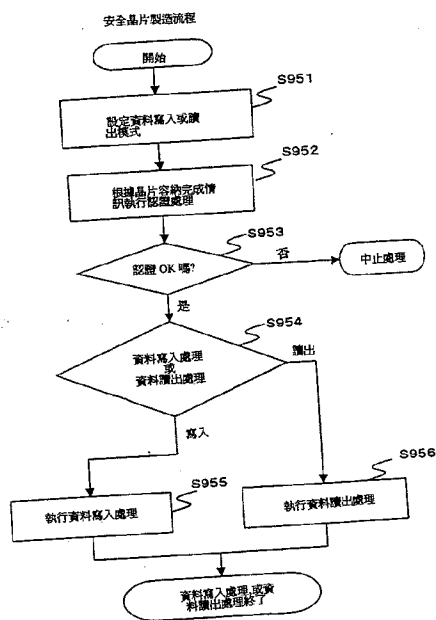 安全晶片製造流程
開始
S951
設定資料寫入或讀
出模式
S952
根據晶片容納完成情
訊執行認證處理
S953
認證 OK 嗎?
否
中止處理
是
S954
資料寫入處理
或
資料讀出處理
讀出
寫入
S955
執行資料寫入處理
S956
執行資料讀出處理
資料寫入處理,或資
料讀出處理終了